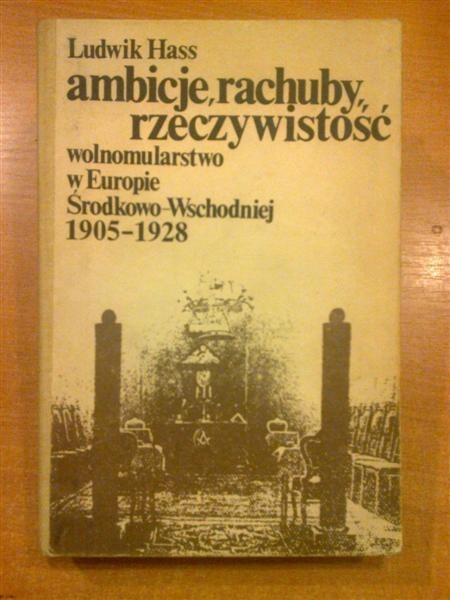 Ludwik Hass
ambicje, rachuby,
rzeczywistość
wolnomularstwo
w Europie
Środkowo-Wschodniej
1905-1928